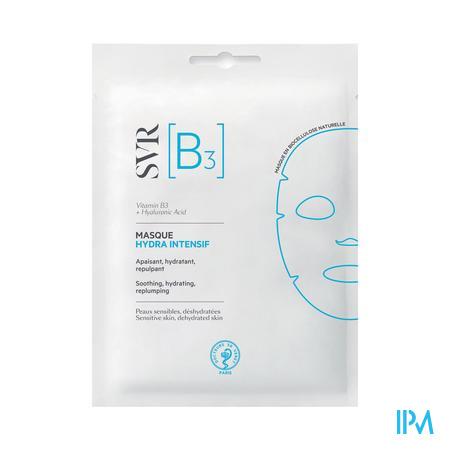 SVR [B3]
MASQUE EN BIOCELLULOSE NATURELLE
Vitamin B3
+ Hyaluronic Acid
MASQUE
HYDRA INTENSIF
Apaisant, hydratant,
repulpant
Soothing, hydrating,
replumping
Peaux sensibles, déshydratées
Sensitive skin, dehydrated skin
PARIS
IPM